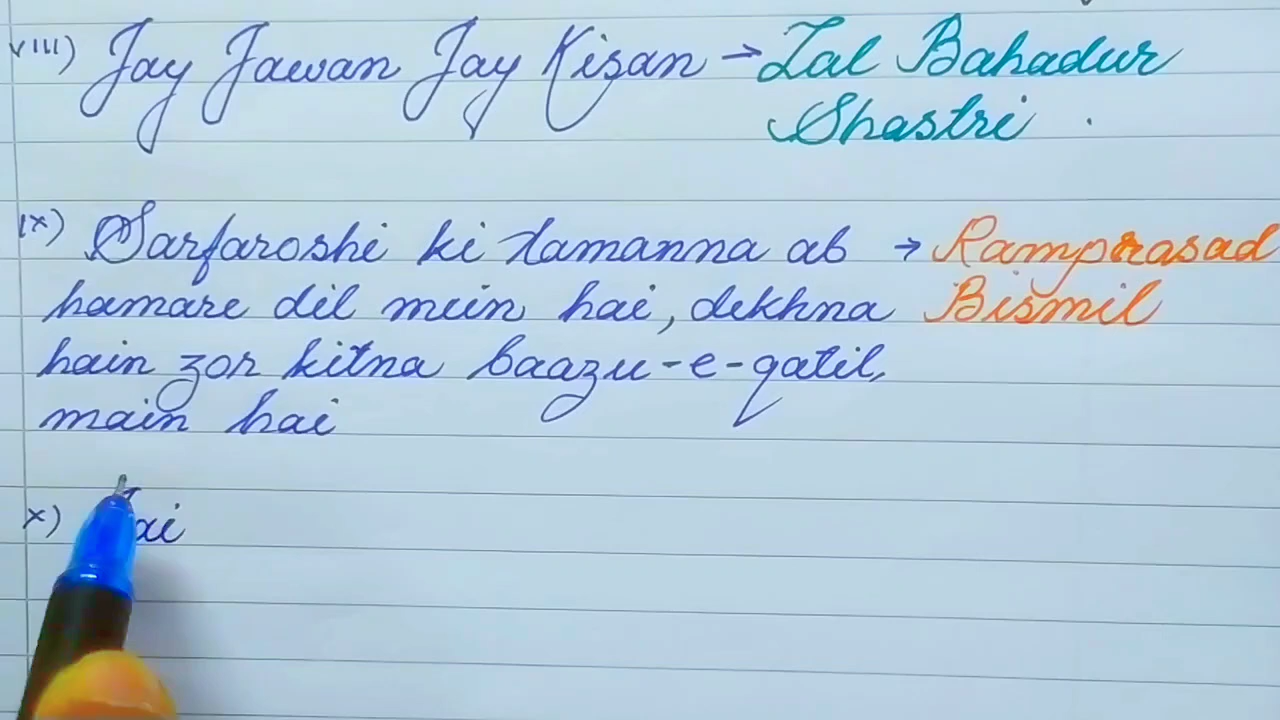 viii) Jay Jawan Jay Kisan → Lal Bahadur
Shastri .
ix) Sarfaroshi ki tamanna ab → Ramprasad
hamare dil mein hai, dekhna Bismil
hain zor kitna baazu-e-qatil,
main hai
x) ai